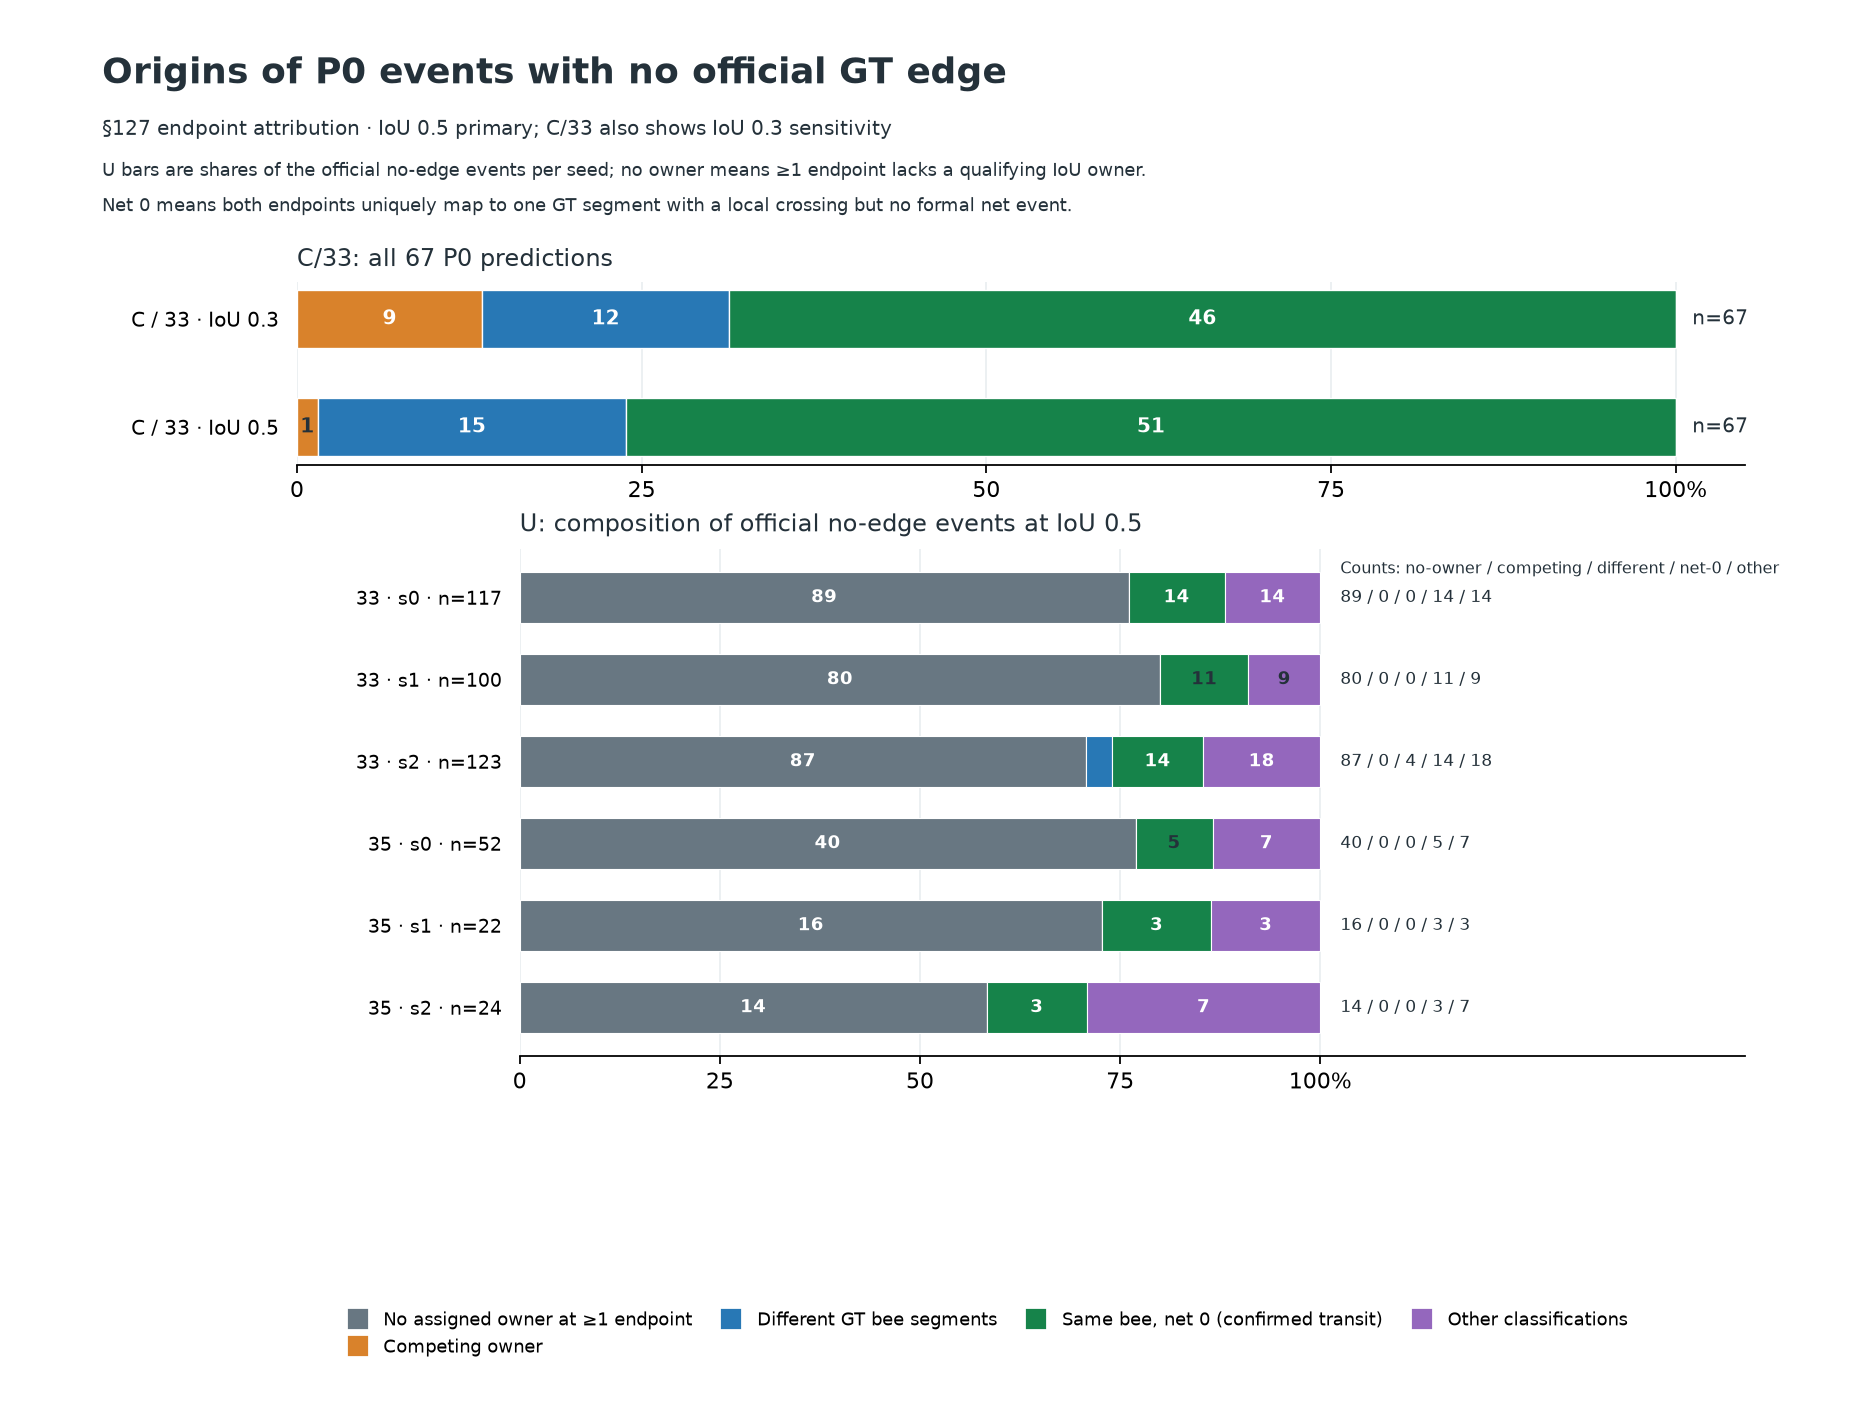 Origins of P0 events with no official GT edge
§127 endpoint attribution · IoU 0.5 primary; C/33 also shows IoU 0.3 sensitivity
U bars are shares of the official no-edge events per seed; no owner means ≥1 endpoint lacks a qualifying IoU owner.
Net 0 means both endpoints uniquely map to one GT segment with a local crossing but no formal net event.
C/33: all 67 P0 predictions
C / 33 · IoU 0.3 9 12 46 n=67
C / 33 · IoU 0.5 1 15 51 n=67
0 25 50 75 100%
U: composition of official no-edge events at IoU 0.5
Counts: no-owner / competing / different / net-0 / other
33 · s0 · n=117 89 14 14 89 / 0 / 0 / 14 / 14
33 · s1 · n=100 80 11 9 80 / 0 / 0 / 11 / 9
33 · s2 · n=123 87 14 18 87 / 0 / 4 / 14 / 18
35 · s0 · n=52 40 5 7 40 / 0 / 0 / 5 / 7
35 · s1 · n=22 16 3 3 16 / 0 / 0 / 3 / 3
35 · s2 · n=24 14 3 7 14 / 0 / 0 / 3 / 7
0 25 50 75 100%
No assigned owner at ≥1 endpoint Different GT bee segments Same bee, net 0 (confirmed transit) Other classifications
Competing owner